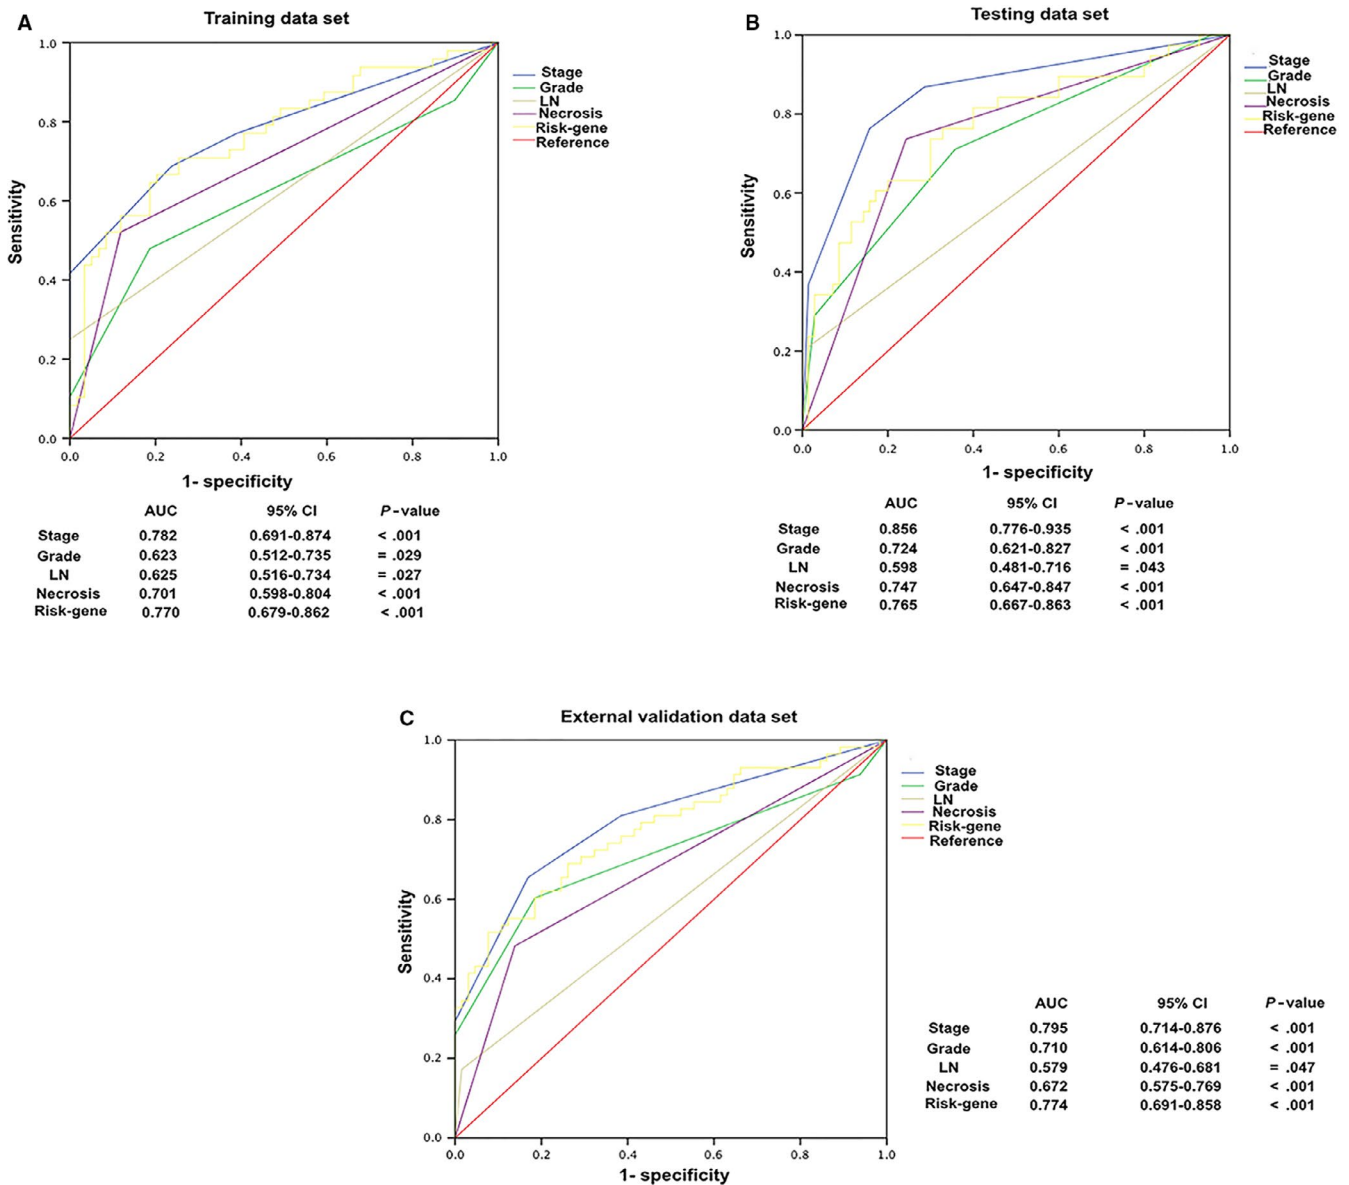 A
Training data set
1.0
0.8
0.6
0.4
0.2
0.0
Sensitivity
0.0 0.2 0.4 0.6 0.8 1.0
1- specificity
Stage
Grade
LN
Necrosis
Risk-gene
Reference
AUC 95% CI P-value
Stage 0.782 0.691-0.874 < .001
Grade 0.623 0.512-0.735 = .029
LN 0.625 0.516-0.734 = .027
Necrosis 0.701 0.598-0.804 < .001
Risk-gene 0.770 0.679-0.862 < .001
B
Testing data set
1.0
0.8
0.6
0.4
0.2
0.0
Sensitivity
0.0 0.2 0.4 0.6 0.8 1.0
1- specificity
Stage
Grade
LN
Necrosis
Risk-gene
Reference
AUC 95% CI P-value
Stage 0.856 0.776-0.935 < .001
Grade 0.724 0.621-0.827 < .001
LN 0.598 0.481-0.716 = .043
Necrosis 0.747 0.647-0.847 < .001
Risk-gene 0.765 0.667-0.863 < .001
C
External validation data set
1.0
0.8
0.6
0.4
0.2
0.0
Sensitivity
0.0 0.2 0.4 0.6 0.8 1.0
1- specificity
Stage
Grade
LN
Necrosis
Risk-gene
Reference
AUC 95% CI P-value
Stage 0.795 0.714-0.876 < .001
Grade 0.710 0.614-0.806 < .001
LN 0.579 0.476-0.681 = .047
Necrosis 0.672 0.575-0.769 < .001
Risk-gene 0.774 0.691-0.858 < .001